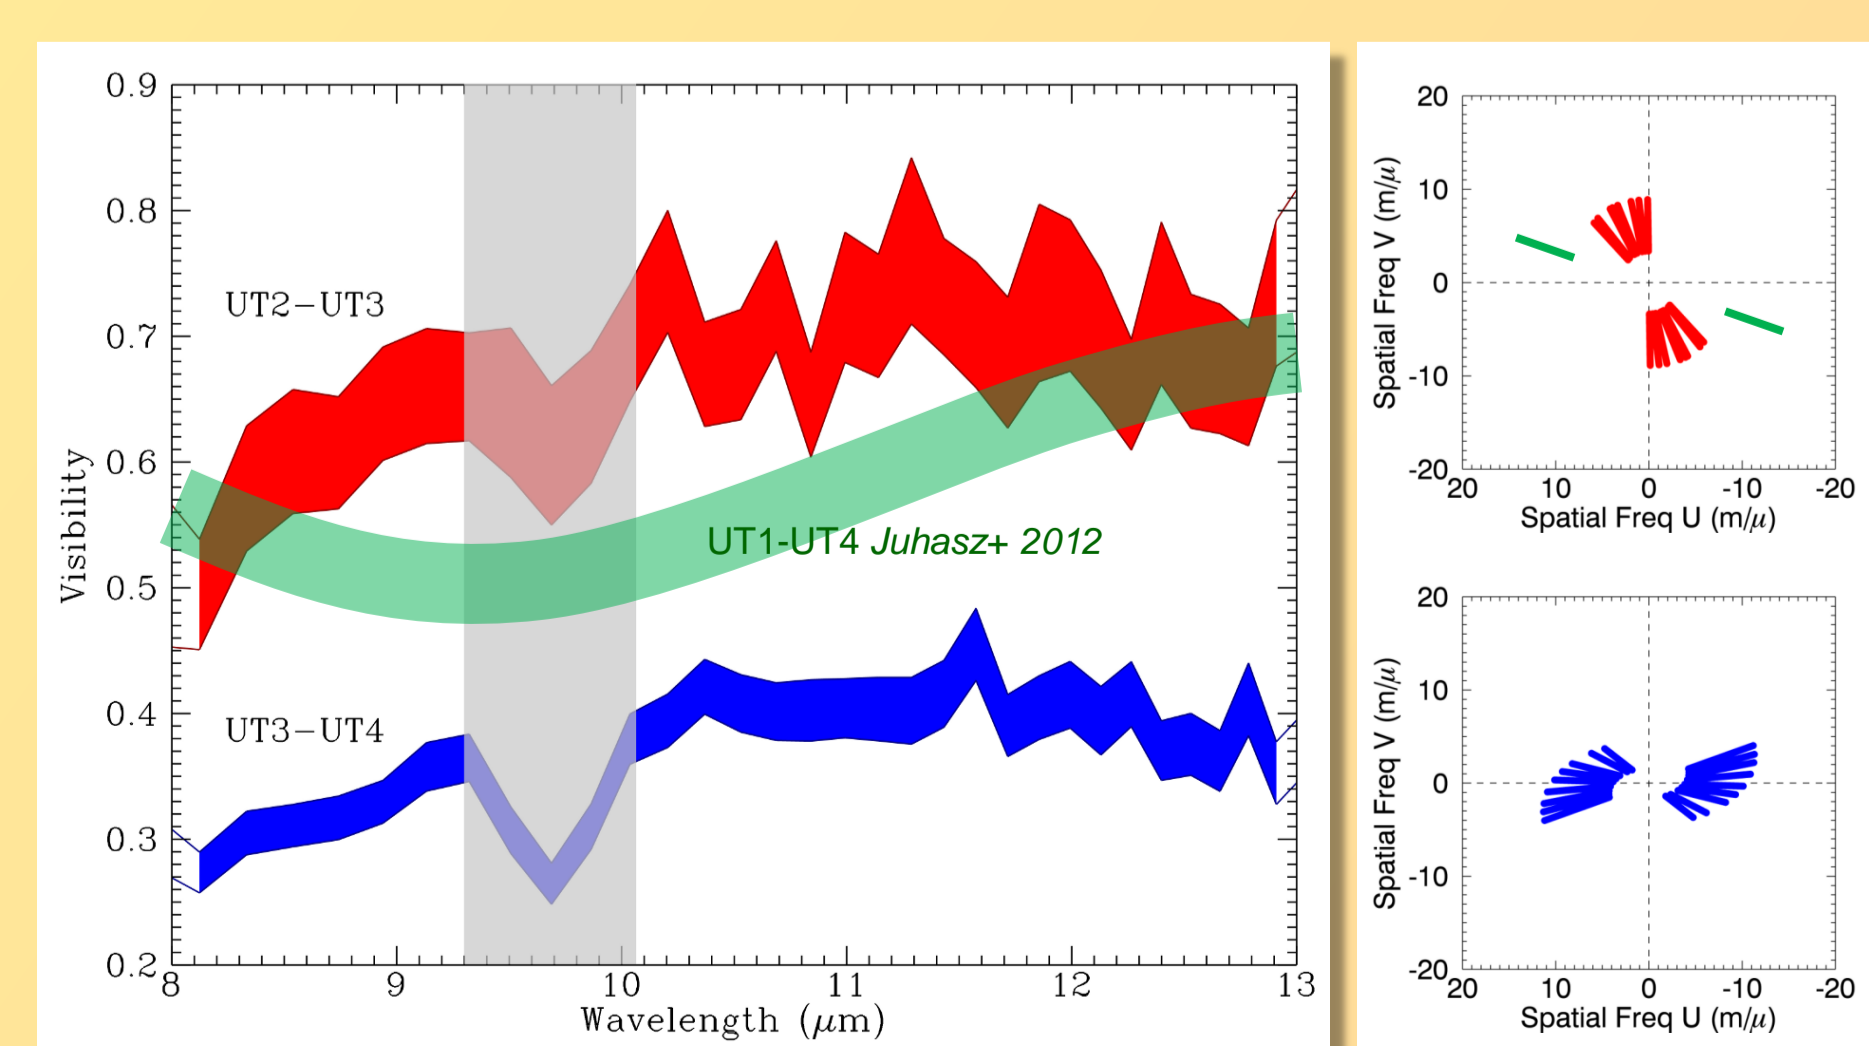 0.9
0.8
0.7
0.6
0.5
0.4
0.3
0.2
Visibility
UT2-UT3
UT1-UT4 Juhasz+ 2012
UT3-UT4
8 9 10 11 12 13
Wavelength (μm)
20
10
0
-10
-20
Spatial Freq V (m/μ)
20 10 0 -10 -20
Spatial Freq U (m/μ)
20
10
0
-10
-20
Spatial Freq V (m/μ)
20 10 0 -10 -20
Spatial Freq U (m/μ)